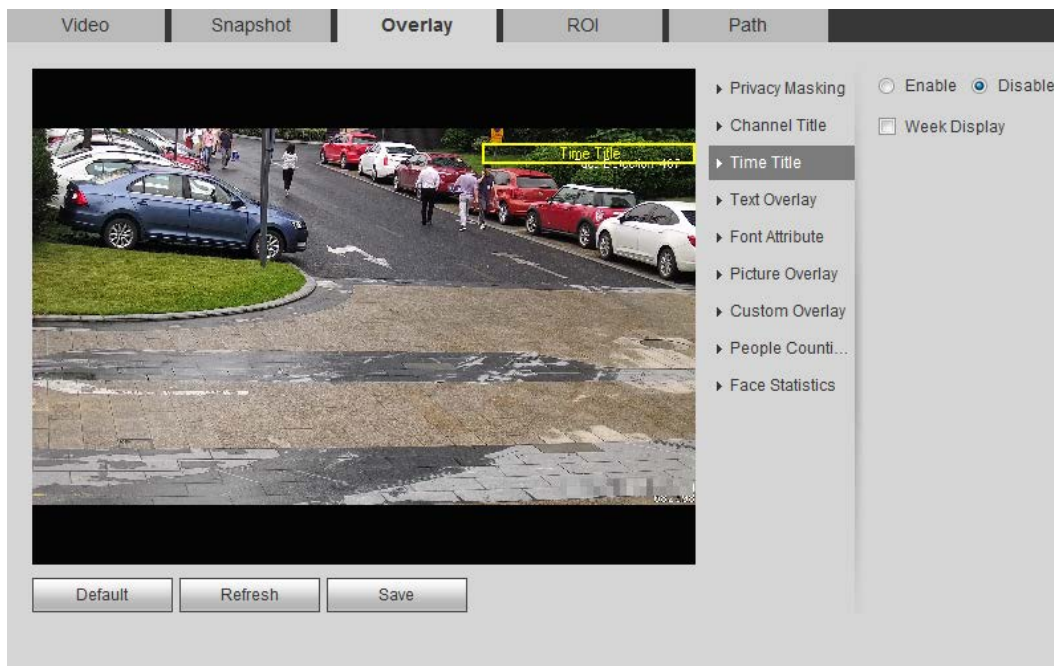 Video Snapshot Overlay ROI Path
Privacy Masking
Channel Title
Time Title
Text Overlay
Font Attribute
Picture Overlay
Custom Overlay
People Counti...
Face Statistics
Enable Disable
Week Display
Time Title
Default Refresh Save